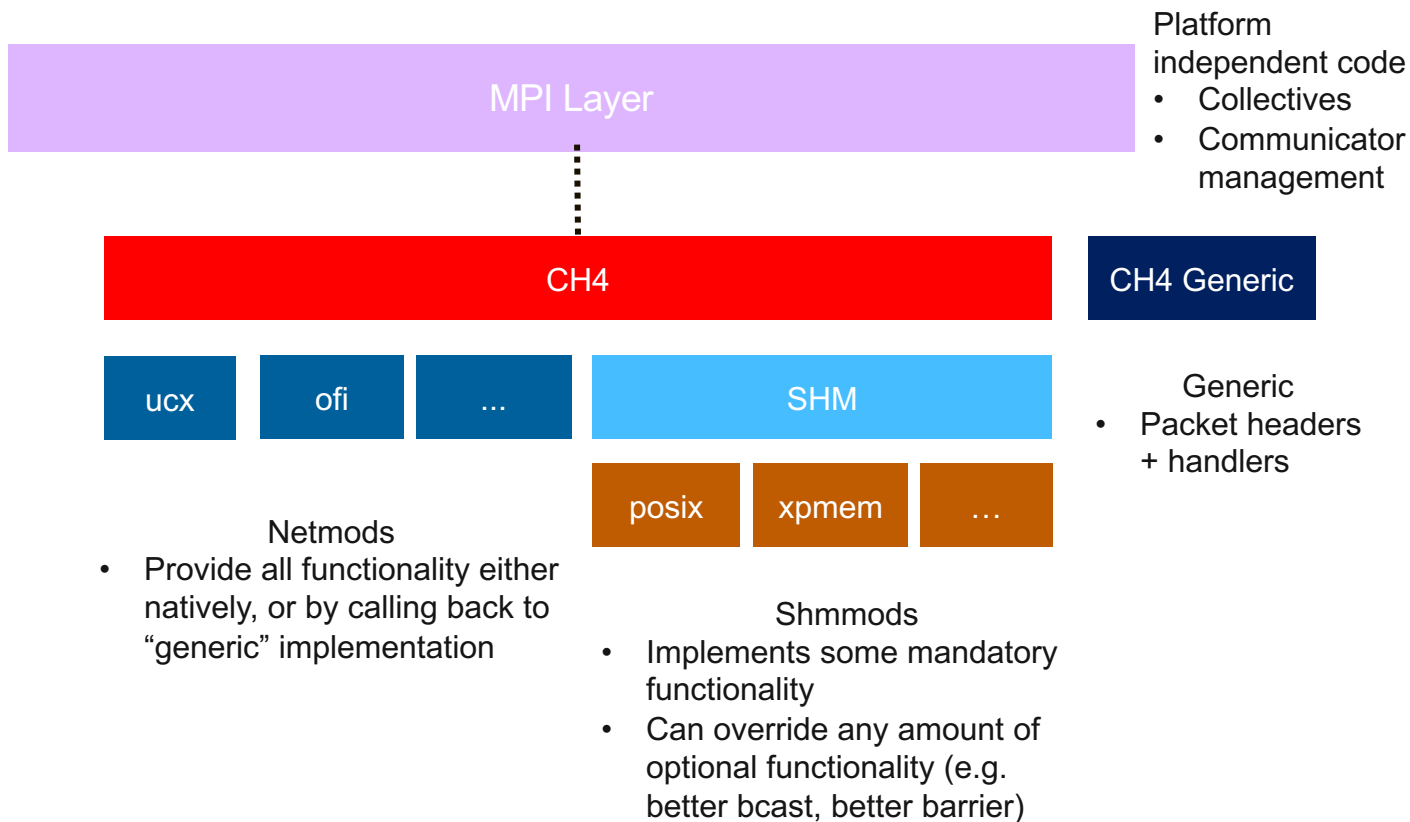 Platform
independent code
• Collectives
• Communicator
management
MPI Layer
CH4
CH4 Generic
ucx
ofi
...
SHM
Generic
• Packet headers
+ handlers
posix
xpmem
…
Netmods
• Provide all functionality either
natively, or by calling back to
“generic” implementation
Shmmods
• Implements some mandatory
functionality
• Can override any amount of
optional functionality (e.g.
better bcast, better barrier)